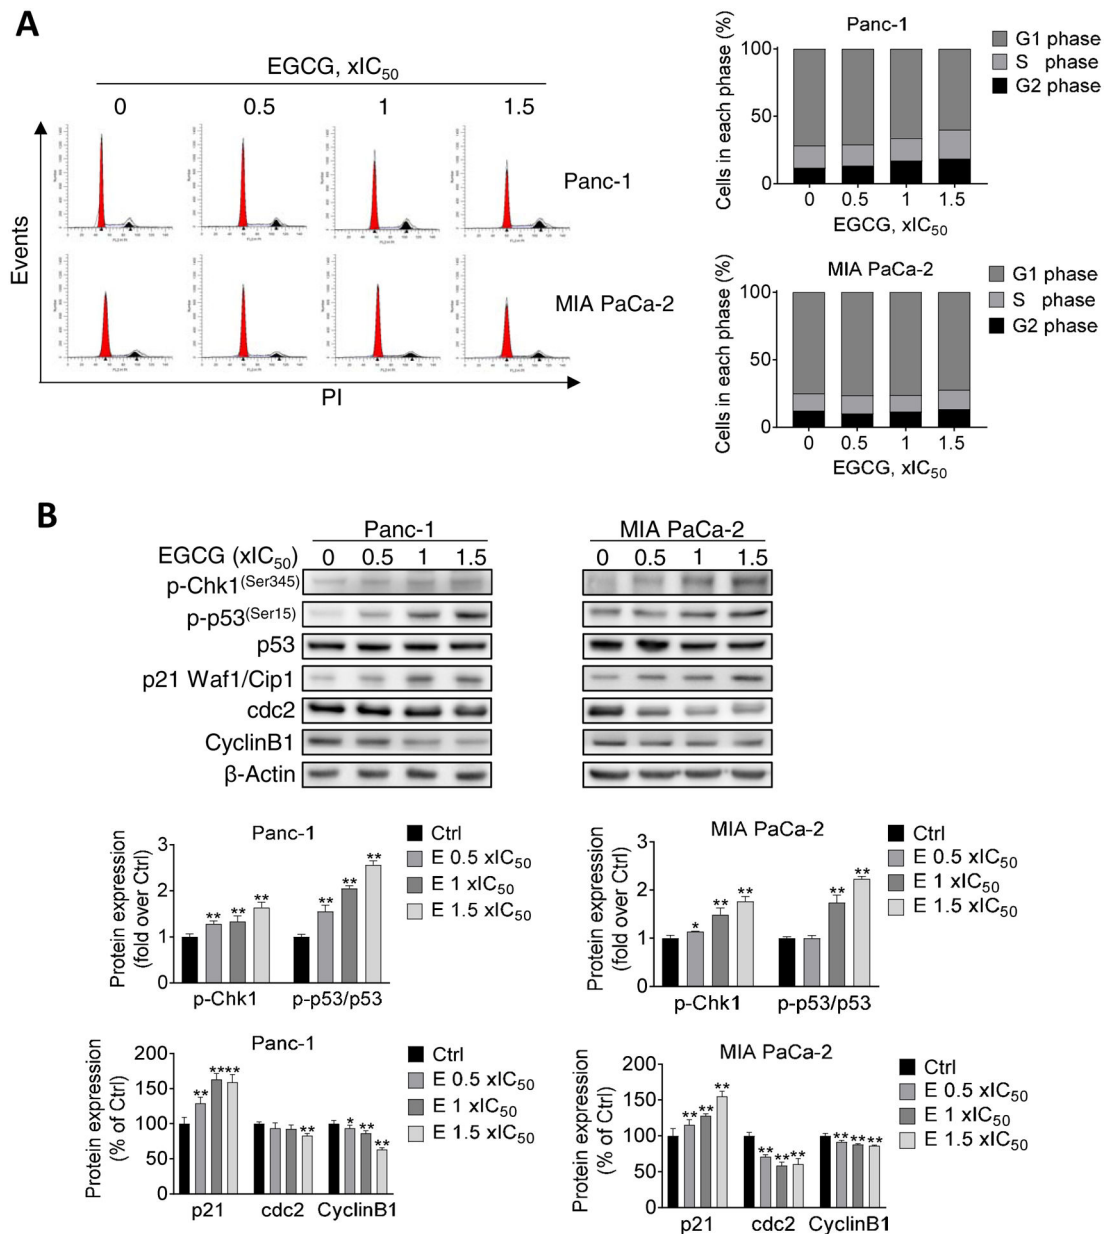 A
EGCG, xIC50
0 0.5 1 1.5
Events
Panc-1
MIA PaCa-2
PI
Panc-1
Cells in each phase (%)
100
50
0
0 0.5 1 1.5
EGCG, xIC50
G1 phase
S phase
G2 phase
MIA PaCa-2
Cells in each phase (%)
100
50
0
0 0.5 1 1.5
EGCG, xIC50
G1 phase
S phase
G2 phase
B
Panc-1 MIA PaCa-2
EGCG (xIC50) 0 0.5 1 1.5 0 0.5 1 1.5
p-Chk1(Ser345)
p-p53(Ser15)
p53
p21 Waf1/Cip1
cdc2
CyclinB1
β-Actin
Panc-1
Protein expression
(fold over Ctrl)
3
2
1
0
** ** ** ** ** **
p-Chk1 p-p53/p53
Ctrl
E 0.5 xIC50
E 1 xIC50
E 1.5 xIC50
MIA PaCa-2
Protein expression
(fold over Ctrl)
3
2
1
0
* ** ** ** **
p-Chk1 p-p53/p53
Ctrl
E 0.5 xIC50
E 1 xIC50
E 1.5 xIC50
Panc-1
Protein expression
(% of Ctrl)
200
150
100
50
0
** **** ** * ** **
p21 cdc2 CyclinB1
Ctrl
E 0.5 xIC50
E 1 xIC50
E 1.5 xIC50
MIA PaCa-2
Protein expression
(% of Ctrl)
200
150
100
50
0
** ** ** ** ** ** ** ** **
p21 cdc2 CyclinB1
Ctrl
E 0.5 xIC50
E 1 xIC50
E 1.5 xIC50